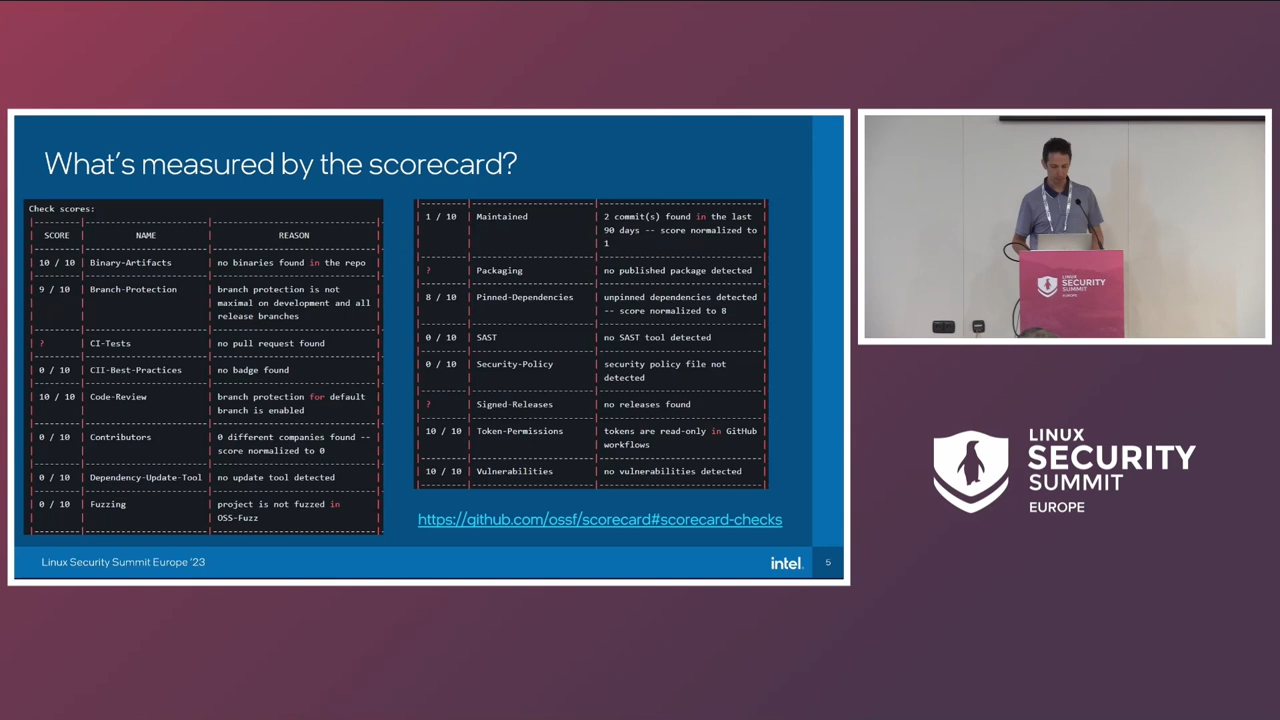 What's measured by the scorecard?
Check scores:
SCORE | NAME | REASON
10 / 10 | Binary-Artifacts | no binaries found in the repo
9 / 10 | Branch-Protection | branch protection is not
maximal on development and all
release branches
? | CI-Tests | no pull request found
0 / 10 | CII-Best-Practices | no badge found
10 / 10 | Code-Review | branch protection for default
branch is enabled
0 / 10 | Contributors | 0 different companies found --
score normalized to 0
0 / 10 | Dependency-Update-Tool | no update tool detected
0 / 10 | Fuzzing | project is not fuzzed in
OSS-Fuzz
1 / 10 | Maintained | 2 commit(s) found in the last
90 days -- score normalized to
1
? | Packaging | no published package detected
8 / 10 | Pinned-Dependencies | unpinned dependencies detected
-- score normalized to 8
0 / 10 | SAST | no SAST tool detected
0 / 10 | Security-Policy | security policy file not
detected
? | Signed-Releases | no releases found
10 / 10 | Token-Permissions | tokens are read-only in GitHub
workflows
10 / 10 | Vulnerabilities | no vulnerabilities detected
https://github.com/ossf/scorecard#scorecard-checks
Linux Security Summit Europe '23
intel.
5
LINUX
SECURITY
SUMMIT
EUROPE
LINUX
SECURITY
SUMMIT
EUROPE